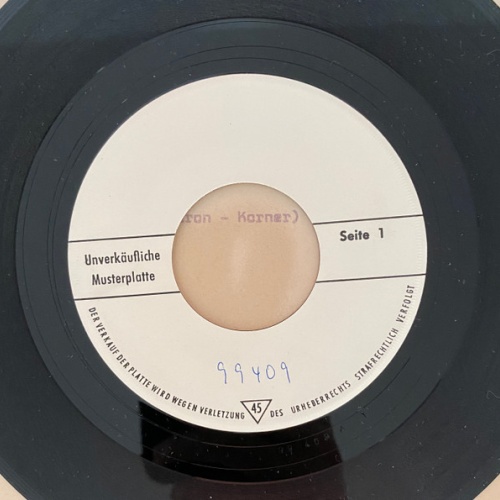 ron - Korner)
Unverkäufliche
Musterplatte
Seite 1
99409
DER VERKAUF DER PLATTE WIRD WEGEN VERLETZUNG DES URHEBERRECHTS STRAFRECHTLICH VERFOLGT
45